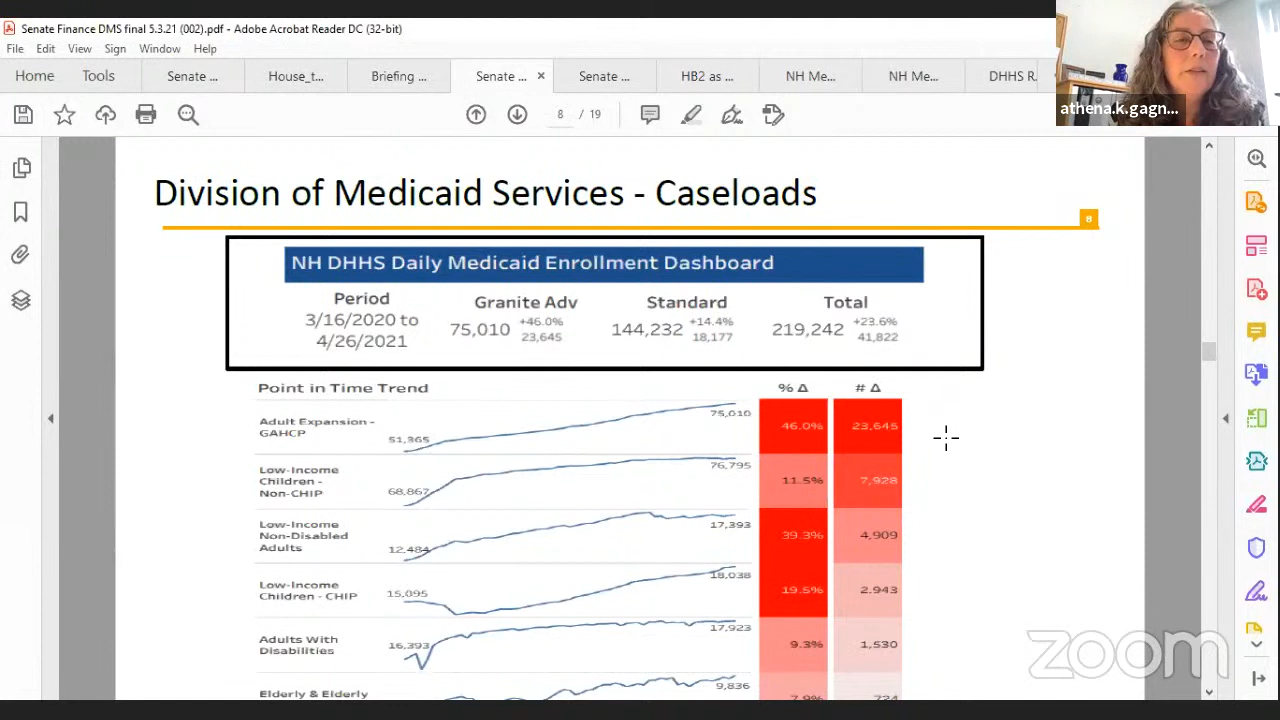 Senate Finance DMS final 5.3.21 (002).pdf - Adobe Acrobat Reader DC (32-bit)
File Edit View Sign Window Help
Home Tools Senate ... House_t... Briefing ... Senate ... × Senate ... HB2 as ... NH Me... NH Me... DHHS R.
athena.k.gagn...
8 / 19
Division of Medicaid Services - Caseloads
8
NH DHHS Daily Medicaid Enrollment Dashboard
Period Granite Adv Standard Total
3/16/2020 to 4/26/2021
75,010 +46.0% 23,645
144,232 +14.4% 18,177
219,242 +23.6% 41,822
Point in Time Trend % Δ # Δ
Adult Expansion -
GAHCP
51,365 75,010 46.0% 23,645
Low-Income
Children -
Non-CHIP
68,867 76,795 11.5% 7,928
Low-Income
Non-Disabled
Adults
12,484 17,393 39.3% 4,909
Low-Income
Children - CHIP
15,095 18,038 19.5% 2,943
Adults With
Disabilities
16,393 17,923 9.3% 1,530
Elderly & Elderly
9,836 7.9% 724
zoom